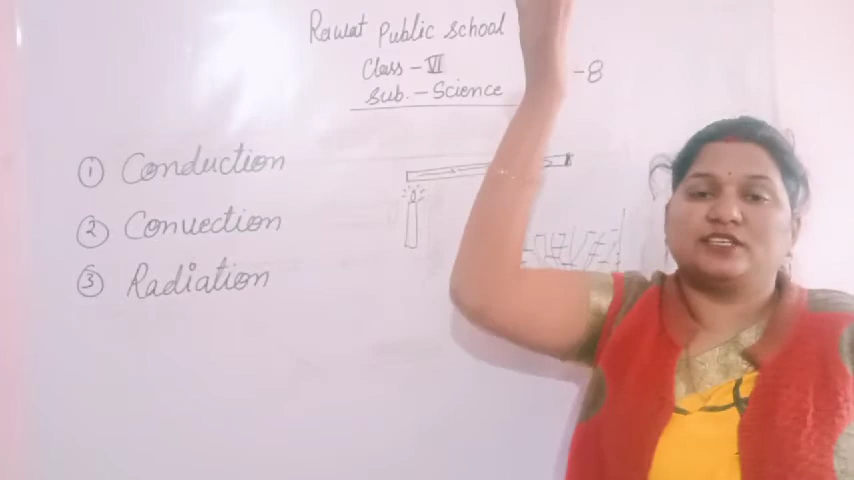 Rawat Public School
Class - VI
- 8
Sub. - Science
① Conduction
② Convection
③ Radiation